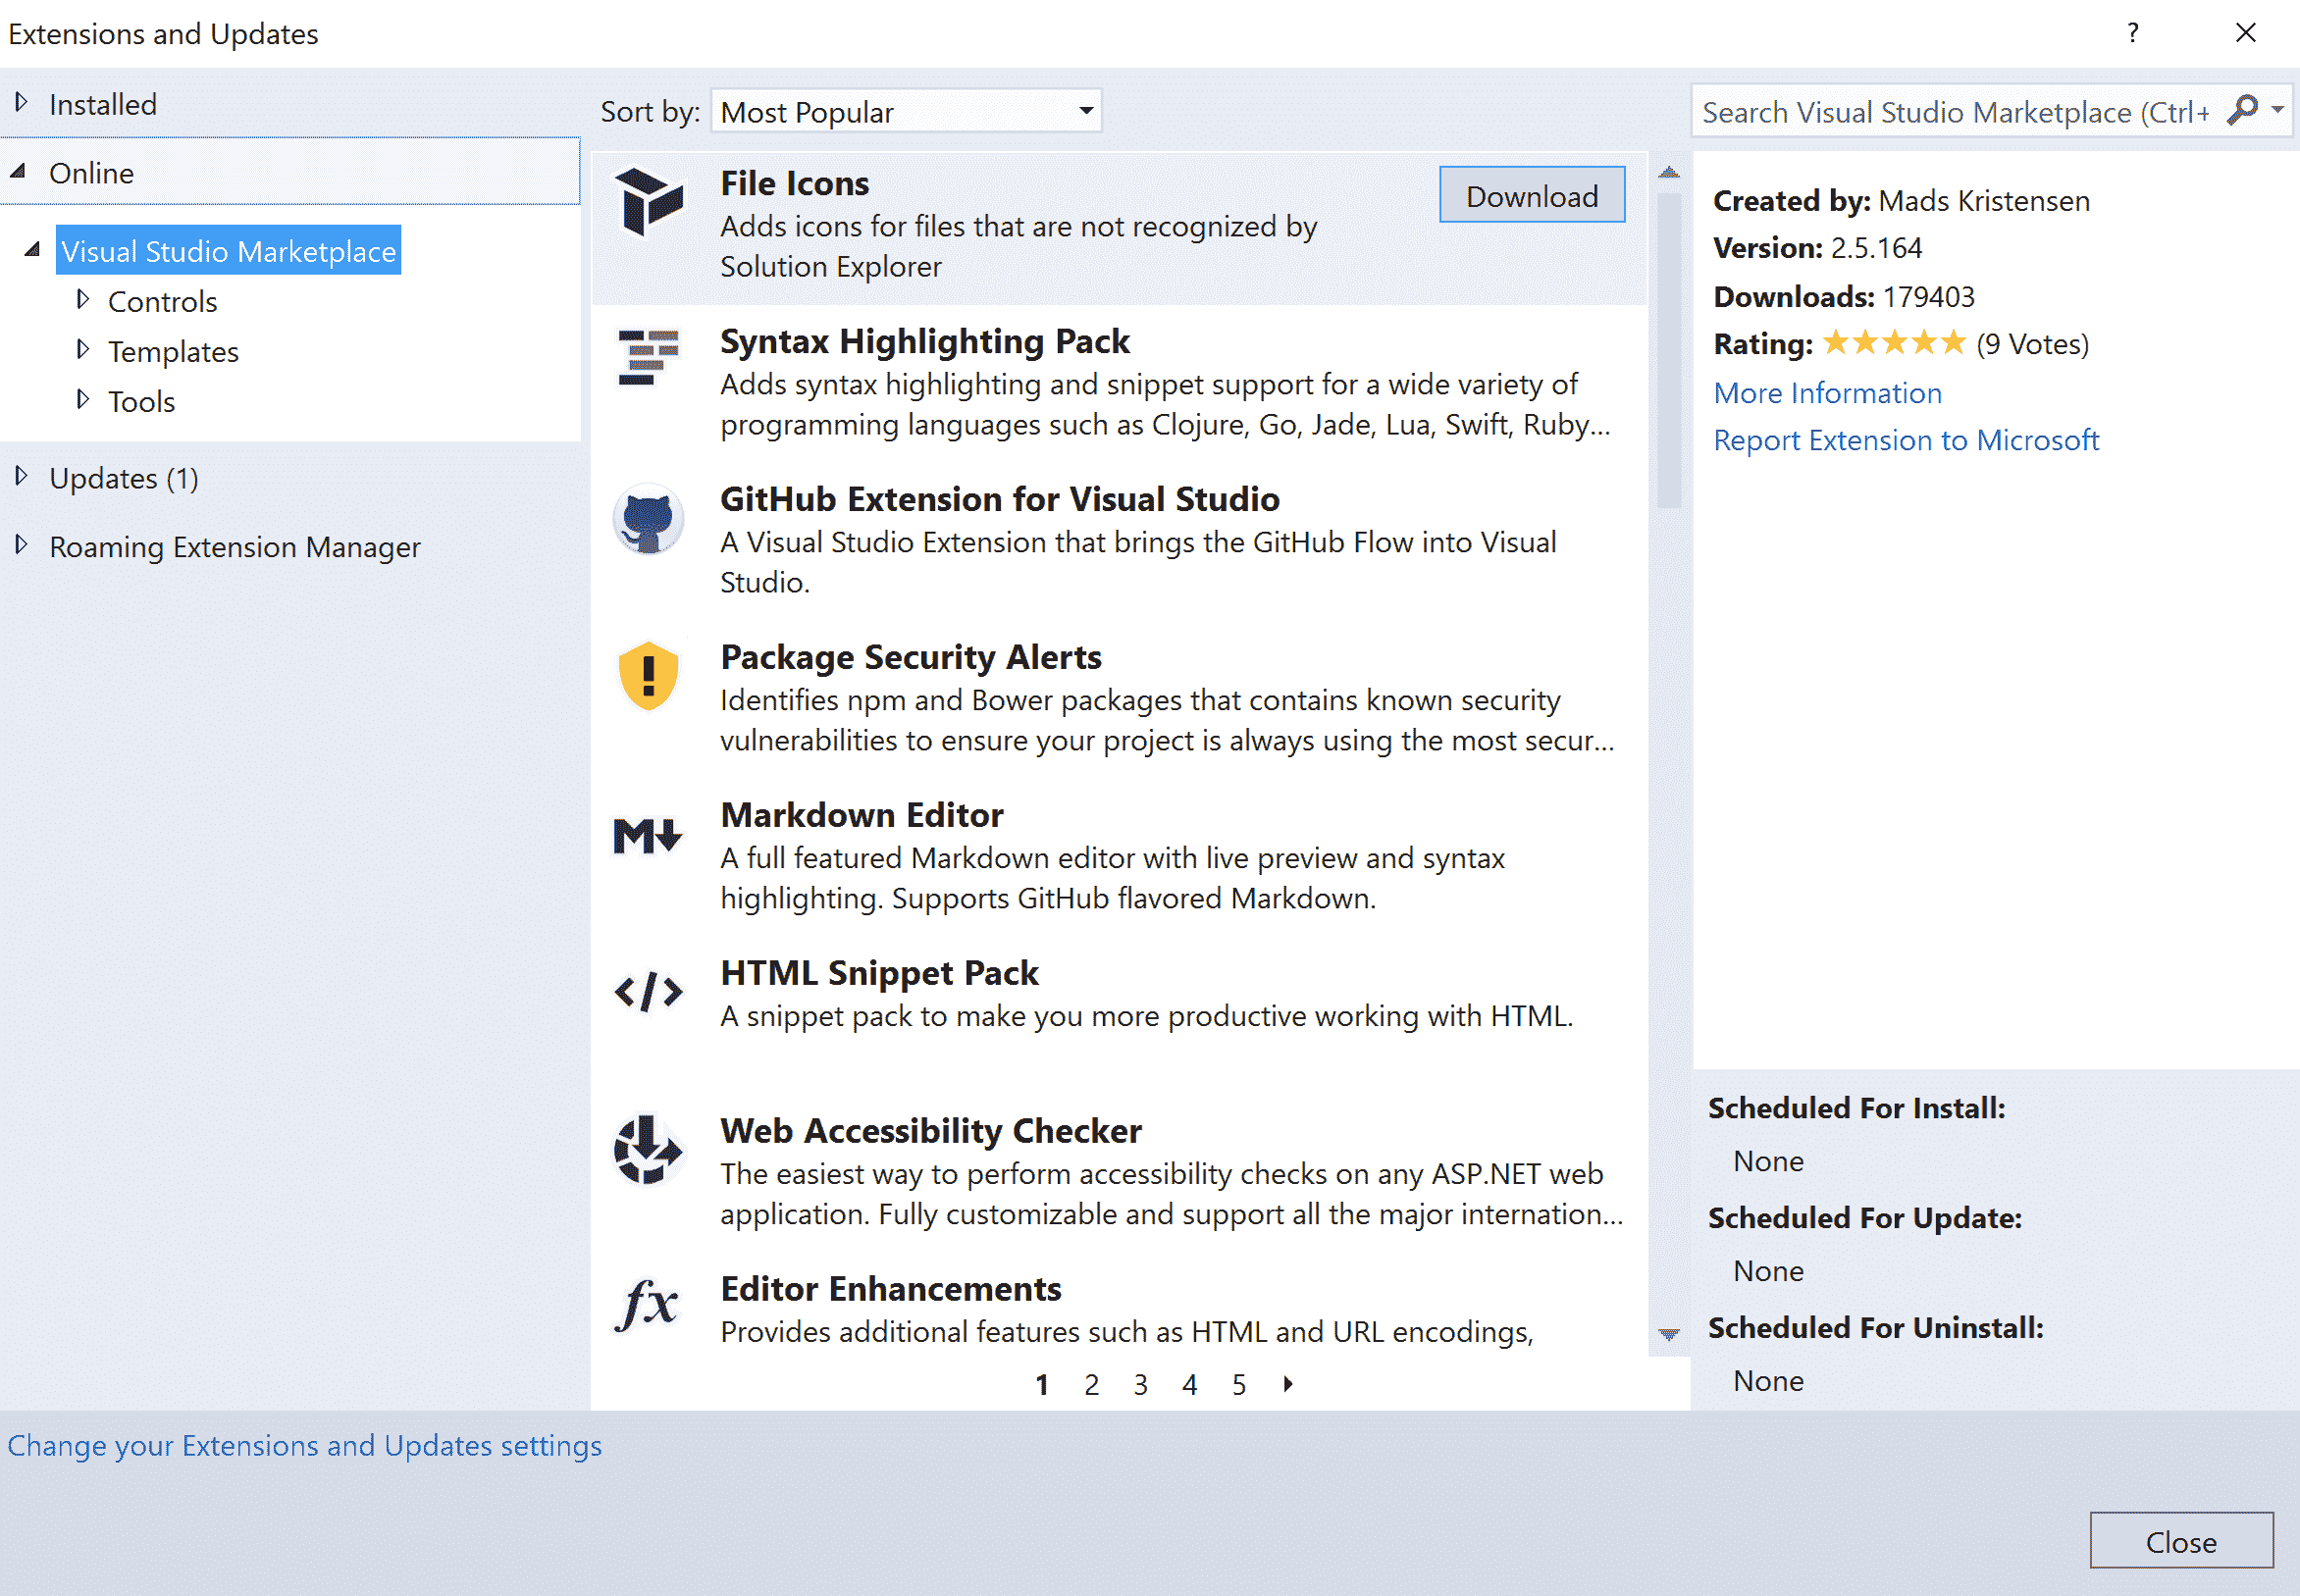 Extensions and Updates
?
Installed
Online
Visual Studio Marketplace
Controls
Templates
Tools
Updates (1)
Roaming Extension Manager
Sort by: Most Popular
File Icons
Download
Adds icons for files that are not recognized by
Solution Explorer
Syntax Highlighting Pack
Adds syntax highlighting and snippet support for a wide variety of
programming languages such as Clojure, Go, Jade, Lua, Swift, Ruby...
GitHub Extension for Visual Studio
A Visual Studio Extension that brings the GitHub Flow into Visual
Studio.
Package Security Alerts
Identifies npm and Bower packages that contains known security
vulnerabilities to ensure your project is always using the most secur...
M
Markdown Editor
A full featured Markdown editor with live preview and syntax
highlighting. Supports GitHub flavored Markdown.
</>
HTML Snippet Pack
A snippet pack to make you more productive working with HTML.
Web Accessibility Checker
The easiest way to perform accessibility checks on any ASP.NET web
application. Fully customizable and support all the major internation...
fx
Editor Enhancements
Provides additional features such as HTML and URL encodings,
1 2 3 4 5
Search Visual Studio Marketplace (Ctrl+
Created by: Mads Kristensen
Version: 2.5.164
Downloads: 179403
Rating: ★★★★★ (9 Votes)
More Information
Report Extension to Microsoft
Scheduled For Install:
None
Scheduled For Update:
None
Scheduled For Uninstall:
None
Change your Extensions and Updates settings
Close